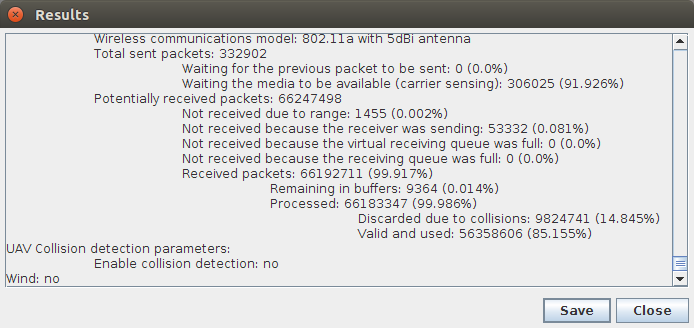 Results
Wireless communications model: 802.11a with 5dBi antenna
Total sent packets: 332902
Waiting for the previous packet to be sent: 0 (0.0%)
Waiting the media to be available (carrier sensing): 306025 (91.926%)
Potentially received packets: 66247498
Not received due to range: 1455 (0.002%)
Not received because the receiver was sending: 53332 (0.081%)
Not received because the virtual receiving queue was full: 0 (0.0%)
Not received because the receiving queue was full: 0 (0.0%)
Received packets: 66192711 (99.917%)
Remaining in buffers: 9364 (0.014%)
Processed: 66183347 (99.986%)
Discarded due to collisions: 9824741 (14.845%)
Valid and used: 56358606 (85.155%)
UAV Collision detection parameters:
Enable collision detection: no
Wind: no
Save Close